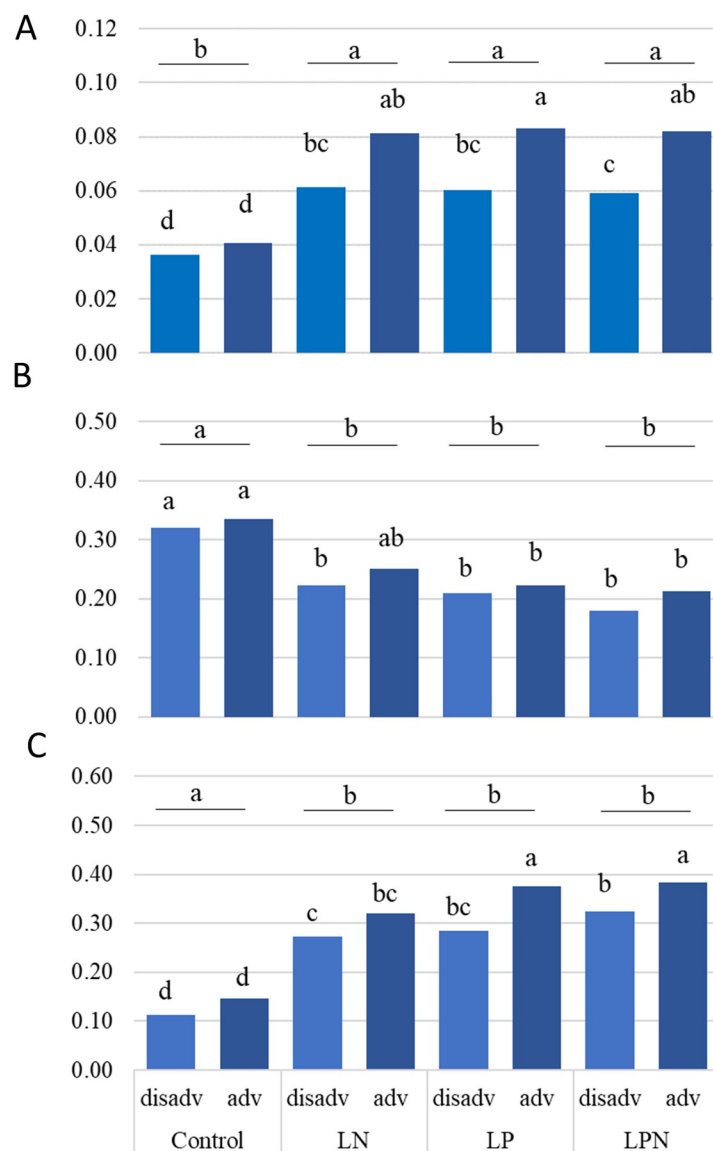 A
0.12
b a a a
0.10
ab a ab
0.08
bc bc c
0.06
d d
0.04
0.02
0.00
B
0.50
a b b b
0.40
a a
0.30
b ab b b b b
0.20
0.10
0.00
C
0.60
a b b b
0.50
a a
0.40
c bc bc b
0.30
0.20
d d
0.10
0.00
disadv adv disadv adv disadv adv disadv adv
Control LN LP LPN